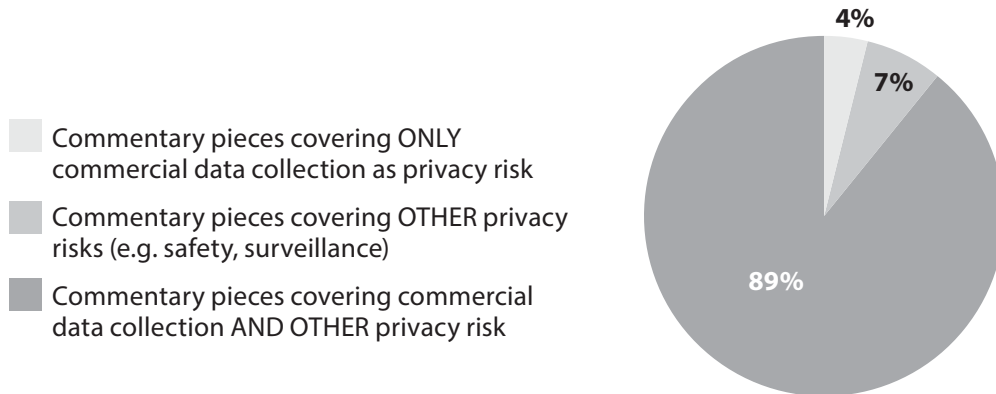 4%
7%
Commentary pieces covering ONLY
commercial data collection as privacy risk
Commentary pieces covering OTHER privacy
risks (e.g. safety, surveillance)
Commentary pieces covering commercial
data collection AND OTHER privacy risk
89%